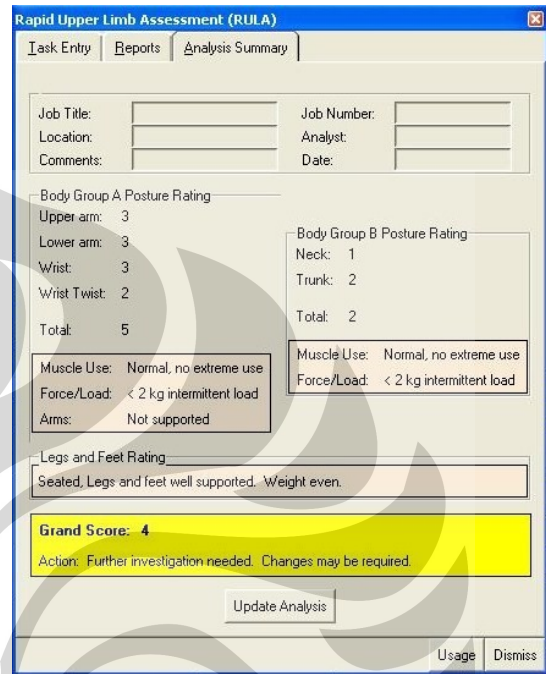 Rapid Upper Limb Assessment (RULA)
Task Entry Reports Analysis Summary
Job Title: Job Number:
Location: Analyst:
Comments: Date:
Body Group A Posture Rating
Upper arm: 3
Lower arm: 3
Wrist: 3
Wrist Twist: 2
Total: 5
Muscle Use: Normal, no extreme use
Force/Load: < 2 kg intermittent load
Arms: Not supported
Body Group B Posture Rating
Neck: 1
Trunk: 2
Total: 2
Muscle Use: Normal, no extreme use
Force/Load: < 2 kg intermittent load
Legs and Feet Rating
Seated, Legs and feet well supported. Weight even.
Grand Score: 4
Action: Further investigation needed. Changes may be required.
Update Analysis
Usage Dismiss